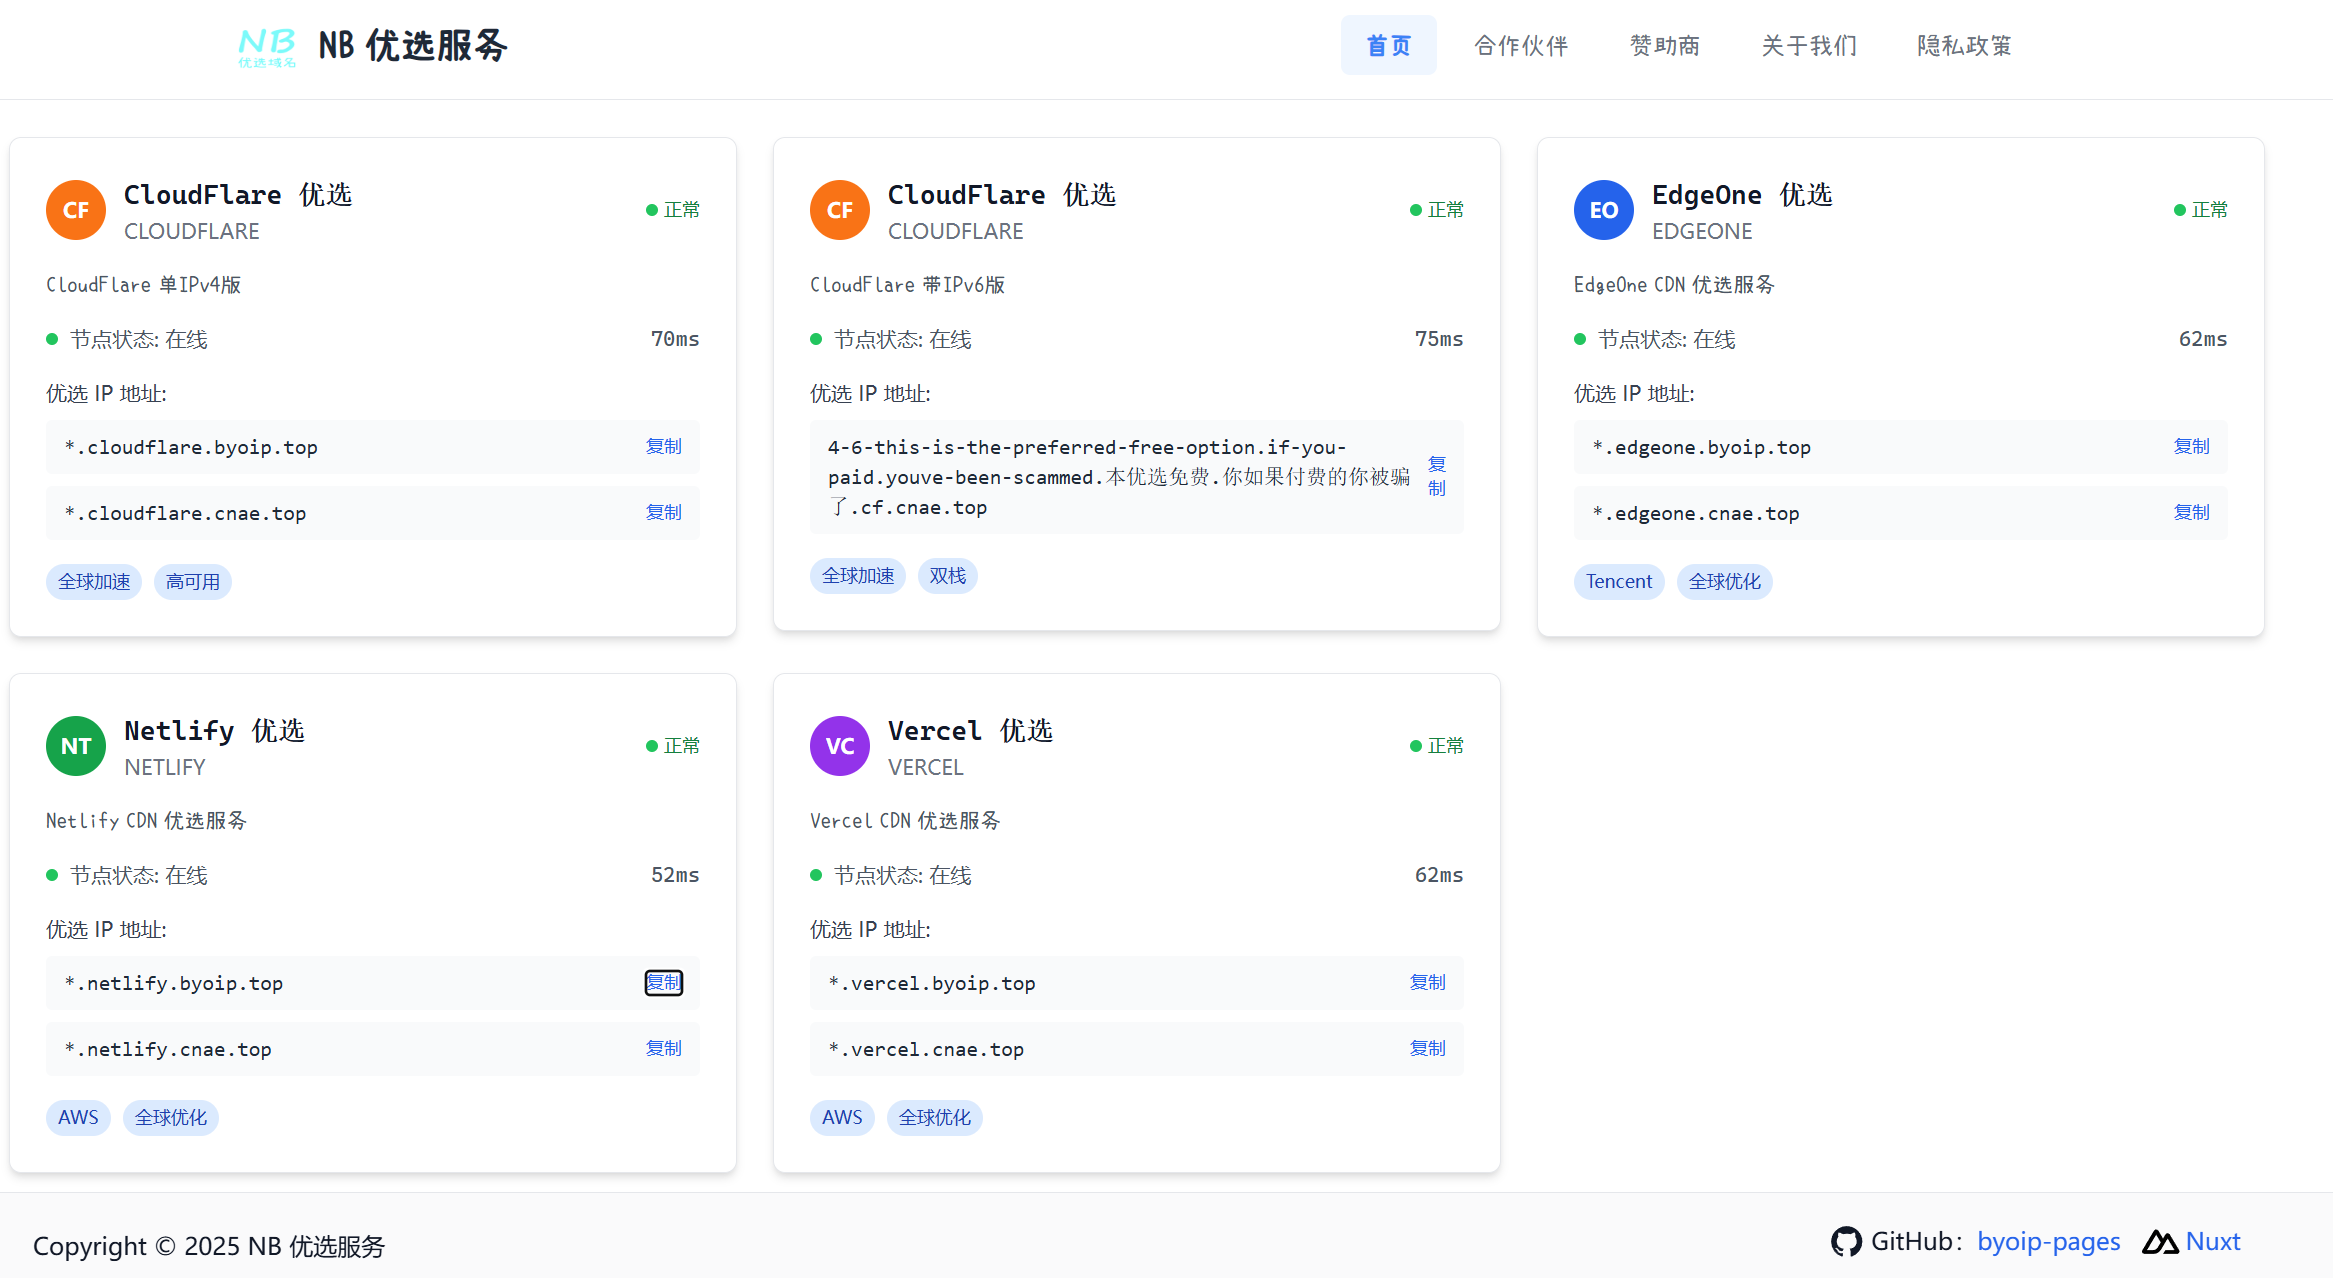 NB
优选域名
NB 优选服务
首页
合作伙伴
赞助商
关于我们
隐私政策
CF
CloudFlare 优选
CLOUDFLARE
正常
CloudFlare 单IPv4版
节点状态: 在线
70ms
优选 IP 地址:
*.cloudflare.byoip.top
复制
*.cloudflare.cnae.top
复制
全球加速
高可用
CF
CloudFlare 优选
CLOUDFLARE
正常
CloudFlare 带IPv6版
节点状态: 在线
75ms
优选 IP 地址:
4-6-this-is-the-preferred-free-option.if-you-
paid.youve-been-scammed.本优选免费.你如果付费的你被骗
了.cf.cnae.top
复
制
全球加速
双栈
EO
EdgeOne 优选
EDGEONE
正常
EdgeOne CDN 优选服务
节点状态: 在线
62ms
优选 IP 地址:
*.edgeone.byoip.top
复制
*.edgeone.cnae.top
复制
Tencent
全球优化
NT
Netlify 优选
NETLIFY
正常
Netlify CDN 优选服务
节点状态: 在线
52ms
优选 IP 地址:
*.netlify.byoip.top
复制
*.netlify.cnae.top
复制
AWS
全球优化
VC
Vercel 优选
VERCEL
正常
Vercel CDN 优选服务
节点状态: 在线
62ms
优选 IP 地址:
*.vercel.byoip.top
复制
*.vercel.cnae.top
复制
AWS
全球优化
Copyright © 2025 NB 优选服务
GitHub：byoip-pages
Nuxt